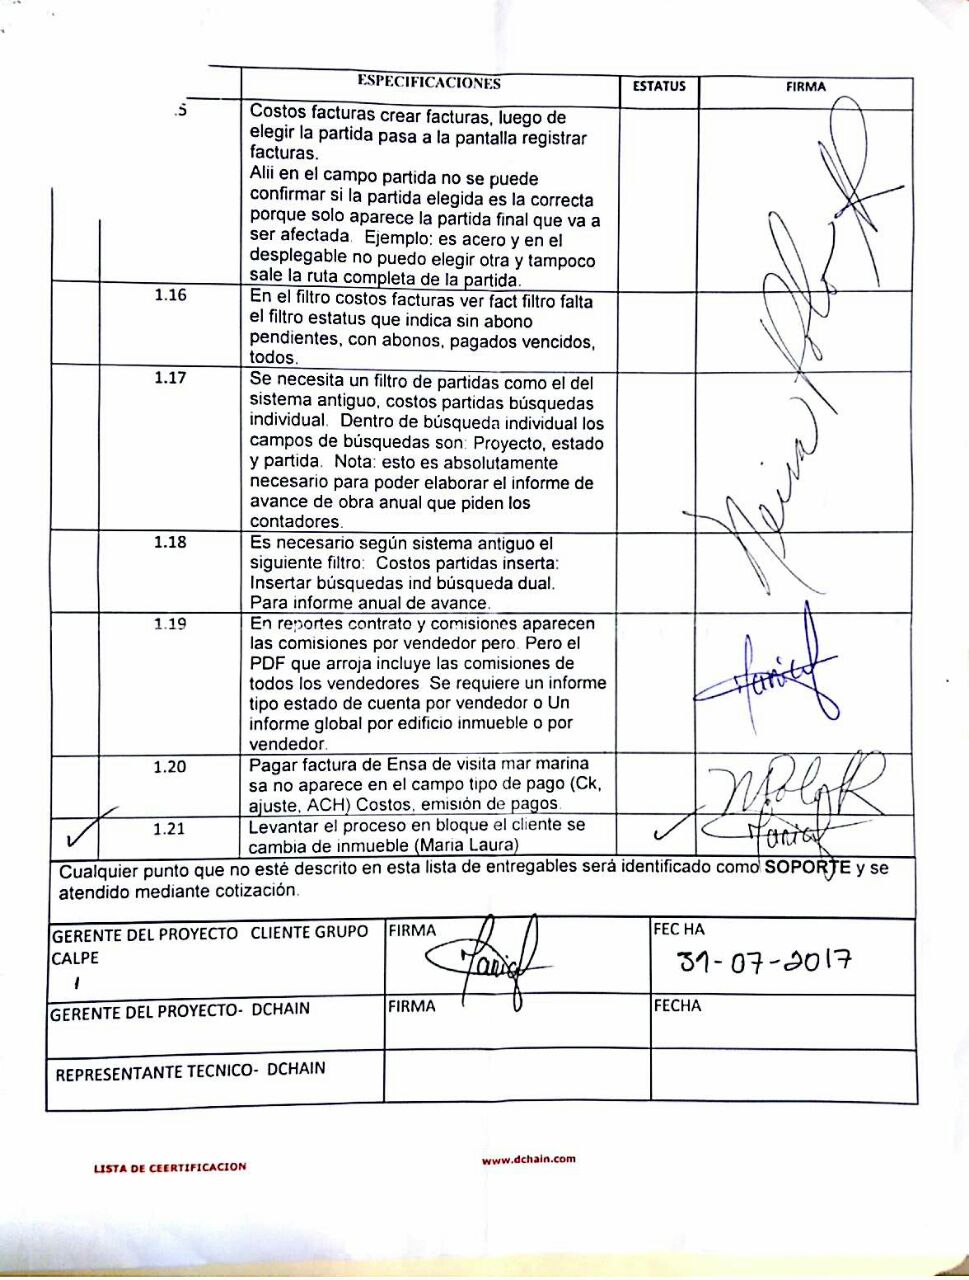 ESPECIFICACIONES ESTATUS FIRMA
.5 Costos facturas crear facturas, luego de
elegir la partida pasa a la pantalla registrar
facturas.
Alii en el campo partida no se puede
confirmar si la partida elegida es la correcta
porque solo aparece la partida final que va a
ser afectada. Ejemplo: es acero y en el
desplegable no puedo elegir otra y tampoco
sale la ruta completa de la partida.
1.16 En el filtro costos facturas ver fact filtro falta
el filtro estatus que indica sin abono
pendientes, con abonos, pagados vencidos,
todos.
1.17 Se necesita un filtro de partidas como el del
sistema antiguo, costos partidas búsquedas
individual. Dentro de búsqueda individual los
campos de búsquedas son: Proyecto, estado
y partida. Nota: esto es absolutamente
necesario para poder elaborar el informe de
avance de obra anual que piden los
contadores.
1.18 Es necesario según sistema antiguo el
siguiente filtro: Costos partidas inserta:
Insertar búsquedas ind búsqueda dual.
Para informe anual de avance.
1.19 En reportes contrato y comisiones aparecen
las comisiones por vendedor pero. Pero el
PDF que arroja incluye las comisiones de
todos los vendedores Se requiere un informe
tipo estado de cuenta por vendedor o Un
informe global por edificio inmueble o por
vendedor.
1.20 Pagar factura de Ensa de visita mar marina
sa no aparece en el campo tipo de pago (Ck,
ajuste, ACH) Costos, emisión de pagos.
1.21 Levantar el proceso en bloque el cliente se
cambia de inmueble (Maria Laura)
Cualquier punto que no esté descrito en esta lista de entregables será identificado como SOPORTE y se
atendido mediante cotización.
GERENTE DEL PROYECTO CLIENTE GRUPO
CALPE
FIRMA
FEC HA
31-07-2017
GERENTE DEL PROYECTO- DCHAIN
FIRMA
FECHA
REPRESENTANTE TECNICO- DCHAIN
LISTA DE CEERTIFICACION
www.dchain.com